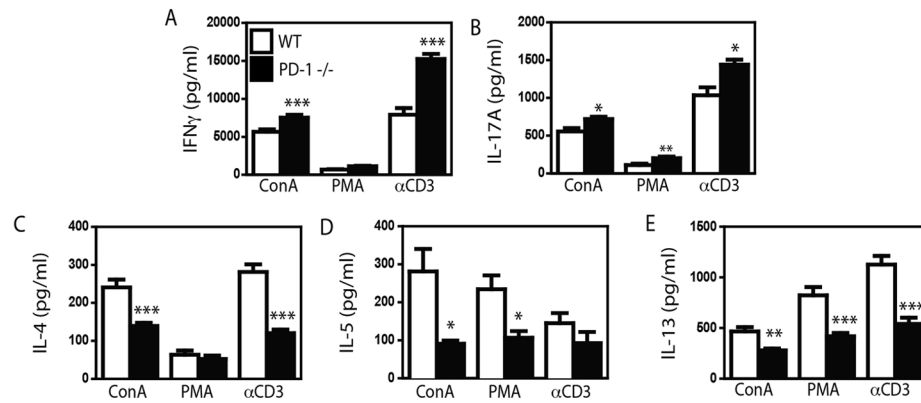 A
IFNγ (pg/ml)
20000
15000
10000
5000
0
WT
PD-1 -/-
***
***
ConA PMA αCD3
B
IL-17A (pg/ml)
2000
1500
1000
500
0
*
**
*
ConA PMA αCD3
C
IL-4 (pg/ml)
400
300
200
100
0
***
***
ConA PMA αCD3
D
IL-5 (pg/ml)
400
300
200
100
0
*
*
ConA PMA αCD3
E
IL-13 (pg/ml)
1500
1000
500
0
**
***
***
ConA PMA αCD3